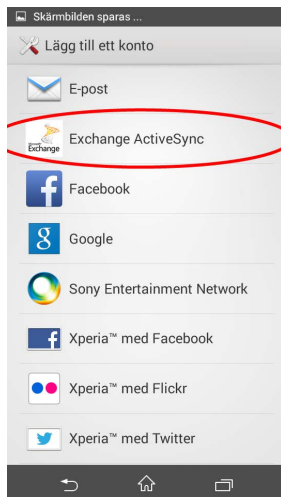 Skärmbilden sparas ...
Lägg till ett konto
E-post
Exchange
Exchange ActiveSync
Facebook
Google
Sony Entertainment Network
Xperia™ med Facebook
Xperia™ med Flickr
Xperia™ med Twitter